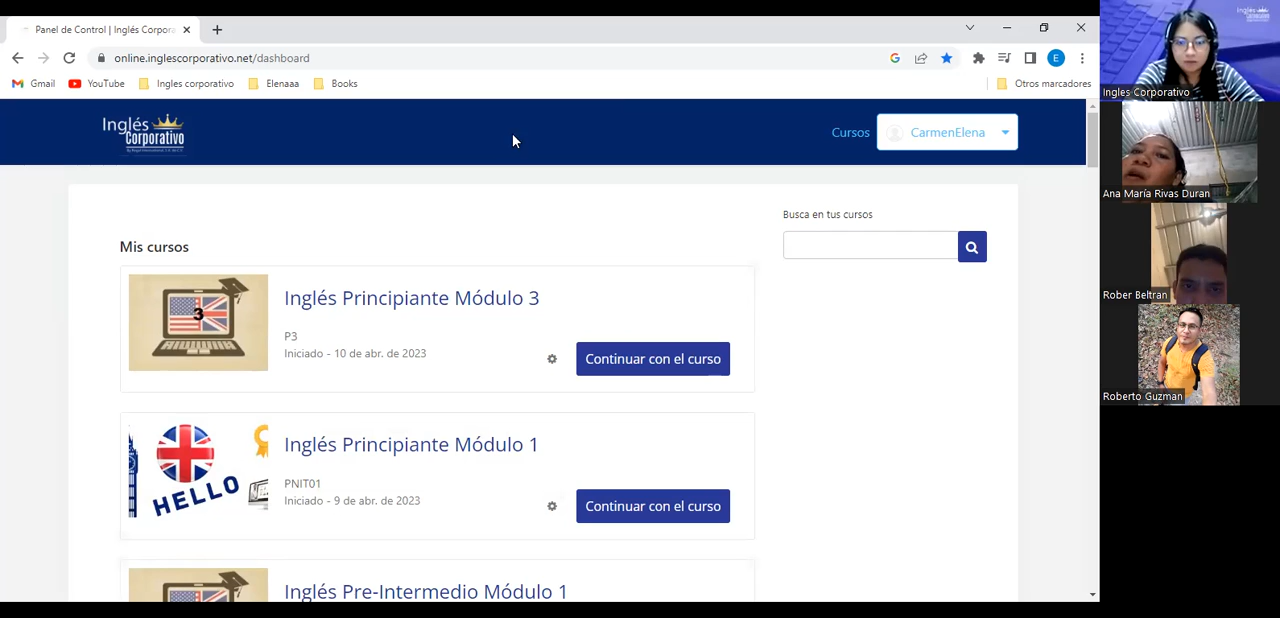 Panel de Control | Inglés Corpora
online.inglescorporativo.net/dashboard
E
Gmail
YouTube
Ingles corporativo
Elenaaa
Books
Otros marcadores
Inglés
Corporativo
Cursos
CarmenElena
Busca en tus cursos
Mis cursos
3
Inglés Principiante Módulo 3
P3
Iniciado - 10 de abr. de 2023
Continuar con el curso
HELLO
Inglés Principiante Módulo 1
PNIT01
Iniciado - 9 de abr. de 2023
Continuar con el curso
Inglés Pre-Intermedio Módulo 1
Ingles Corporativo
Ana María Rivas Duran
Rober Beltran
Roberto Guzman